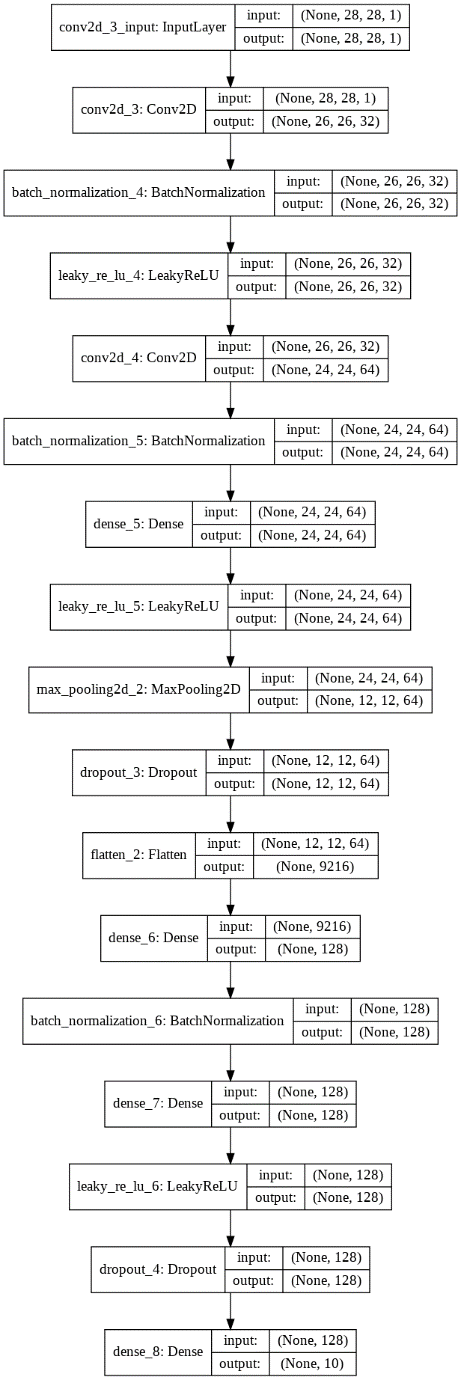 conv2d_3_input: InputLayer
input: (None, 28, 28, 1)
output: (None, 28, 28, 1)
conv2d_3: Conv2D
input: (None, 28, 28, 1)
output: (None, 26, 26, 32)
batch_normalization_4: BatchNormalization
input: (None, 26, 26, 32)
output: (None, 26, 26, 32)
leaky_re_lu_4: LeakyReLU
input: (None, 26, 26, 32)
output: (None, 26, 26, 32)
conv2d_4: Conv2D
input: (None, 26, 26, 32)
output: (None, 24, 24, 64)
batch_normalization_5: BatchNormalization
input: (None, 24, 24, 64)
output: (None, 24, 24, 64)
dense_5: Dense
input: (None, 24, 24, 64)
output: (None, 24, 24, 64)
leaky_re_lu_5: LeakyReLU
input: (None, 24, 24, 64)
output: (None, 24, 24, 64)
max_pooling2d_2: MaxPooling2D
input: (None, 24, 24, 64)
output: (None, 12, 12, 64)
dropout_3: Dropout
input: (None, 12, 12, 64)
output: (None, 12, 12, 64)
flatten_2: Flatten
input: (None, 12, 12, 64)
output: (None, 9216)
dense_6: Dense
input: (None, 9216)
output: (None, 128)
batch_normalization_6: BatchNormalization
input: (None, 128)
output: (None, 128)
dense_7: Dense
input: (None, 128)
output: (None, 128)
leaky_re_lu_6: LeakyReLU
input: (None, 128)
output: (None, 128)
dropout_4: Dropout
input: (None, 128)
output: (None, 128)
dense_8: Dense
input: (None, 128)
output: (None, 10)